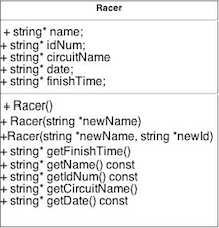 Racer
+ string* name;
+ string* idNum;
+ string* circuitName
+ string* date;
+ string* finishTime;
+ Racer()
+ Racer(string *newName)
+Racer(string *newName, string *newId)
+ string* getFinishTime()
+ string* getName() const
+ string* getIdNum() const
+ string* getCircuitName()
+ string* getDate() const